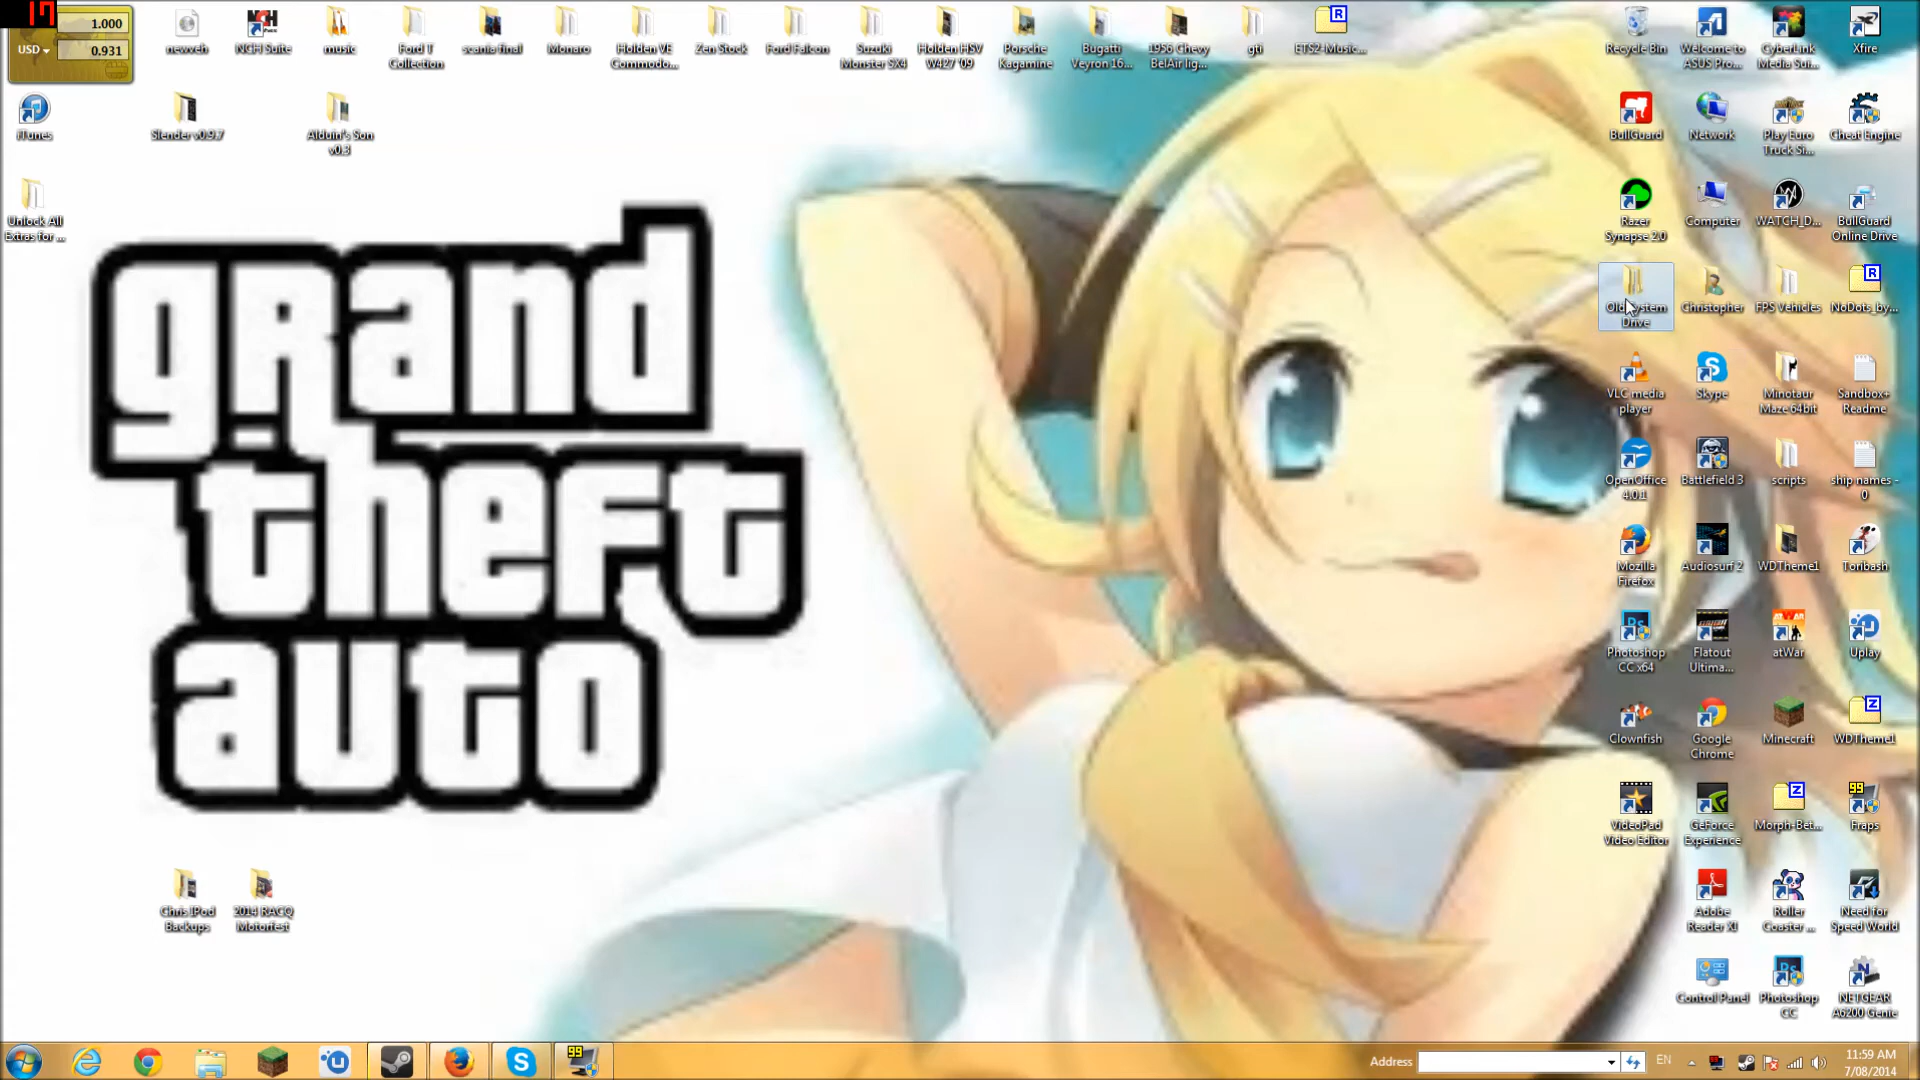 17
1.000
USD
0.931
newveh
NCH Suite
music
Ford T
Collection
scania final
Monaro
Holden VE
Commodo...
Zen Stock
Ford Falcon
Suzuki
Monster SX4
Holden HSV
W427 '09
Porsche
Kagamine
Bugatti
Veyron 16...
1956 Chevy
BelAir lig...
gti
ETS2-Music...
Recycle Bin
Welcome to
ASUS Pro...
CyberLink
Media Sui...
Xfire
iTunes
Slender v0.9.7
Alduin's Son
v0.3
BullGuard
Network
Play Euro
Truck Si...
Cheat Engine
Unlock All
Extras for ...
Razer
Synapse 2.0
Computer
WATCH_D...
BullGuard
Online Drive
Old System
Drive
Christopher
FPS Vehicles
NoDots_by...
grand
theft
auto
VLC media
player
Skype
Minotaur
Maze 64bit
Sandbox+
Readme
OpenOffice
4.0.1
Battlefield 3
scripts
ship names -
0
Mozilla
Firefox
Audiosurf 2
WDTheme1
Toribash
Photoshop
CC x64
Flatout
Ultima...
atWar
Uplay
Clownfish
Google
Chrome
Minecraft
WDTheme1
VideoPad
Video Editor
GeForce
Experience
Morph-Bet...
Fraps
Chris IPod
Backups
2014 RACQ
Motorfest
Adobe
Reader XI
Roller
Coaster ...
Need for
Speed World
Control Panel
Photoshop
CC
NETGEAR
A6200 Genie
99
Address
EN
11:59 AM
7/08/2014